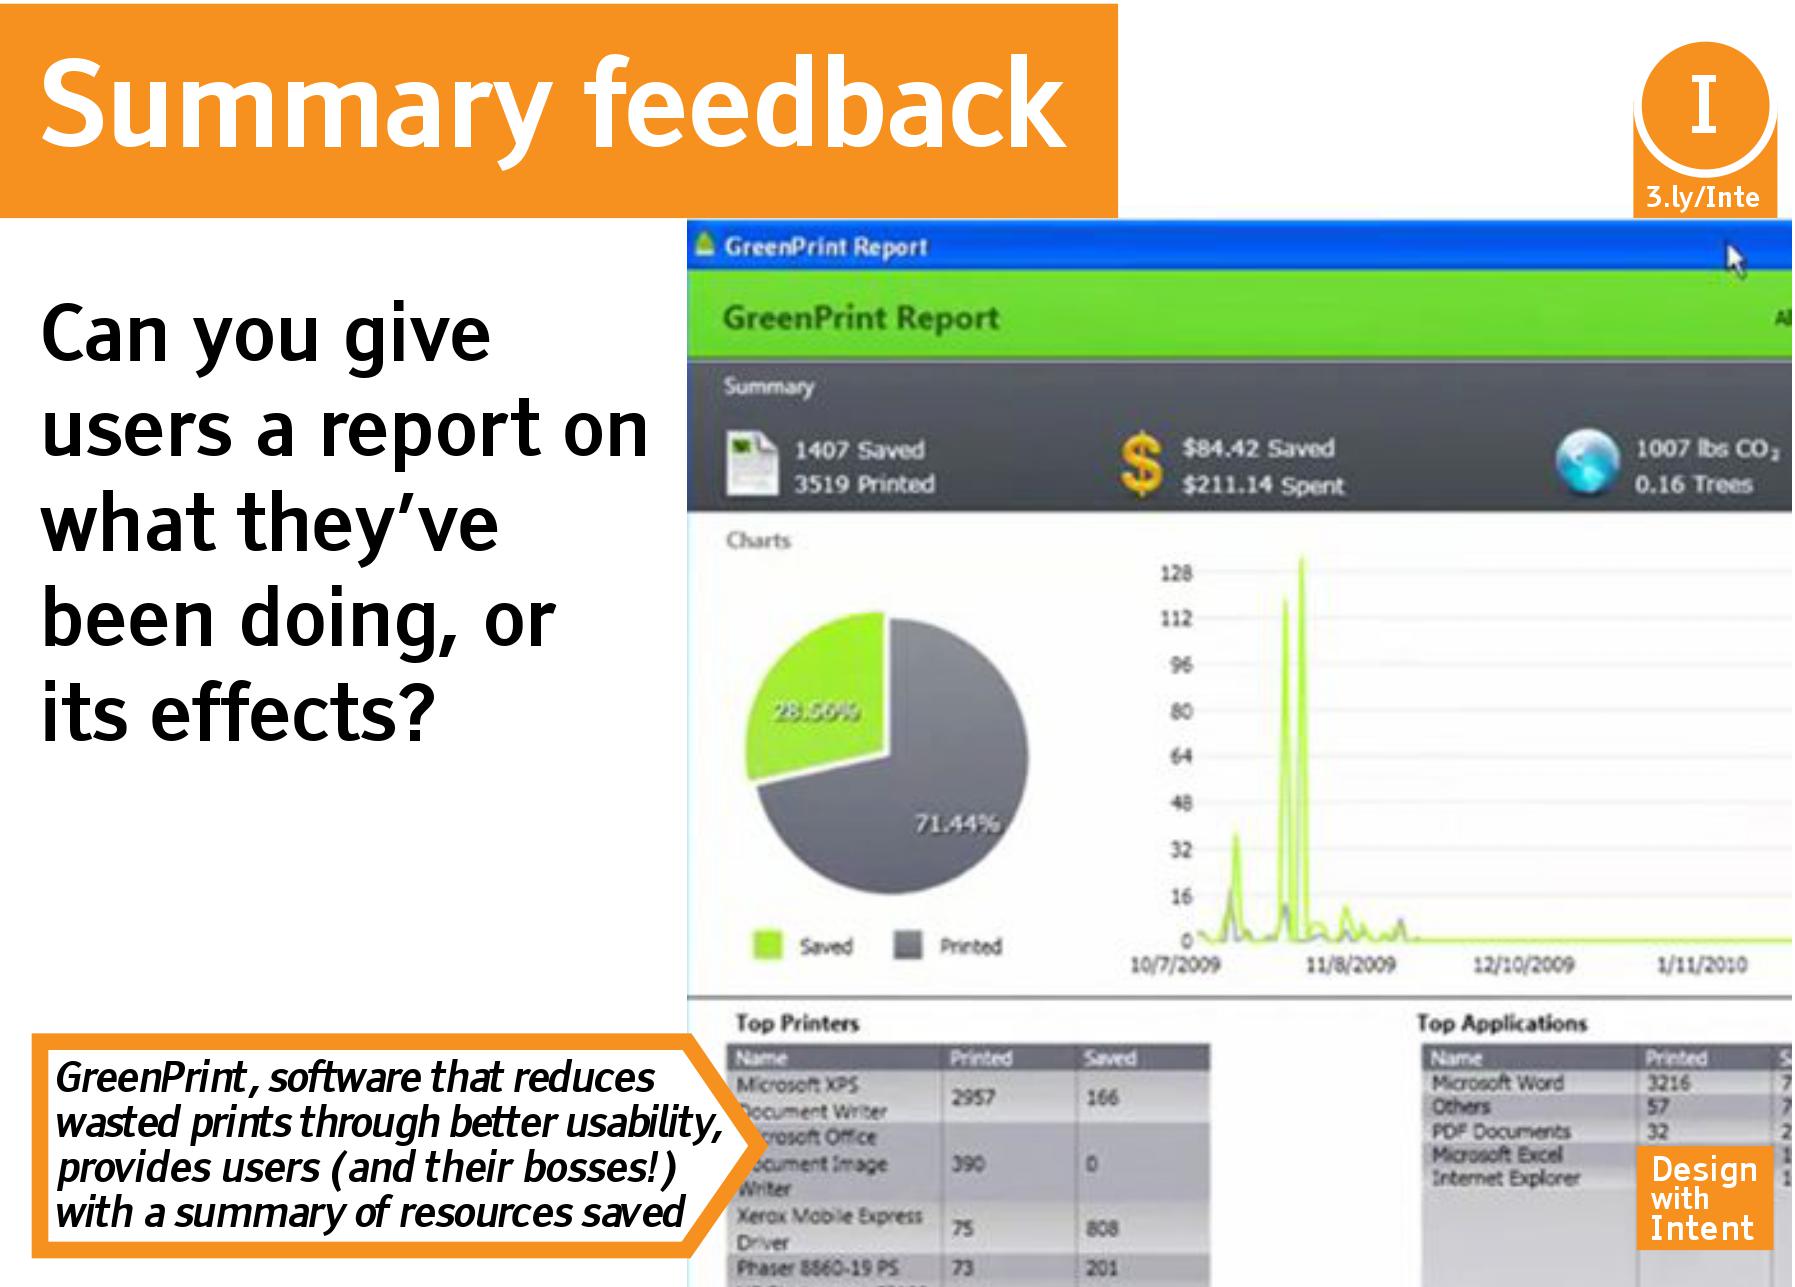 Summary feedback
I
3.ly/Inte
Can you give
users a report on
what they've
been doing, or
its effects?
GreenPrint Report
GreenPrint Report
Summary
1407 Saved
3519 Printed
$84.42 Saved
$211.14 Spent
1007 lbs CO₂
0.16 Trees
Charts
28.56%
71.44%
Saved
Printed
128
112
96
80
64
48
32
16
0
10/7/2009
11/8/2009
12/10/2009
1/11/2010
Top Printers
Name Printed Saved
Microsoft XPS
Document Writer
2957 166
Microsoft Office
Document Image
Writer
390 0
Xerox Mobile Express
Driver
75 808
Phaser 8860-19 PS 73 201
Top Applications
Name Printed
Microsoft Word 3216
Others 57
PDF Documents 32
Microsoft Excel
Internet Explorer
GreenPrint, software that reduces
wasted prints through better usability,
provides users (and their bosses!)
with a summary of resources saved
Design
with
Intent